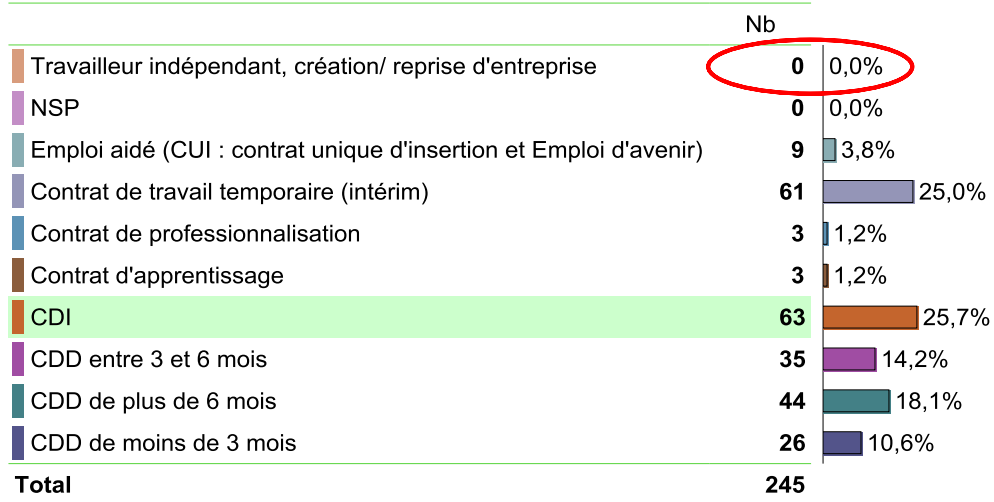 Nb
Travailleur indépendant, création/ reprise d'entreprise 0 0,0%
NSP 0 0,0%
Emploi aidé (CUI : contrat unique d'insertion et Emploi d'avenir) 9 3,8%
Contrat de travail temporaire (intérim) 61 25,0%
Contrat de professionnalisation 3 1,2%
Contrat d'apprentissage 3 1,2%
CDI 63 25,7%
CDD entre 3 et 6 mois 35 14,2%
CDD de plus de 6 mois 44 18,1%
CDD de moins de 3 mois 26 10,6%
Total 245